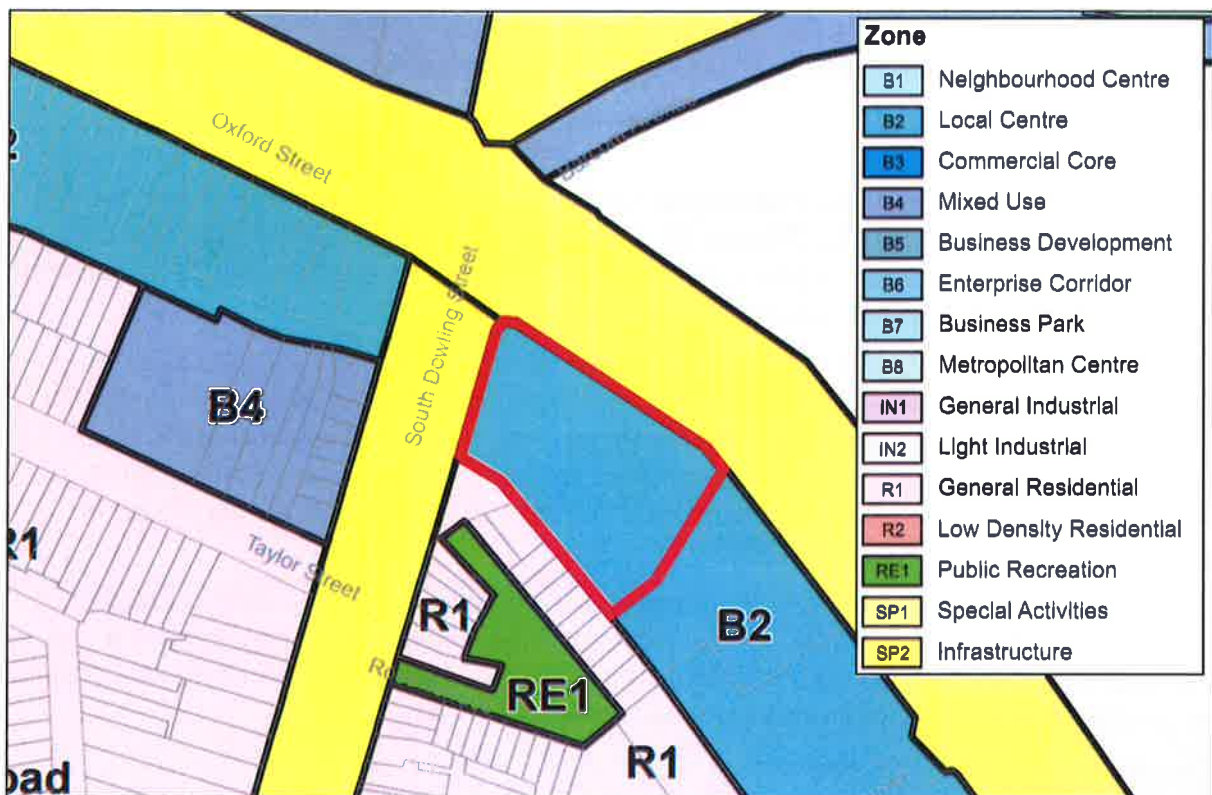 Zone
B1 Neighbourhood Centre
B2 Local Centre
B3 Commercial Core
B4 Mixed Use
B5 Business Development
B6 Enterprise Corridor
B7 Business Park
B8 Metropolitan Centre
IN1 General Industrial
IN2 Light Industrial
R1 General Residential
R2 Low Density Residential
RE1 Public Recreation
SP1 Special Activities
SP2 Infrastructure
Oxford Street
2
South Dowling Street
B4
Taylor Street
R1
R1
B2
RE1
R1
oad